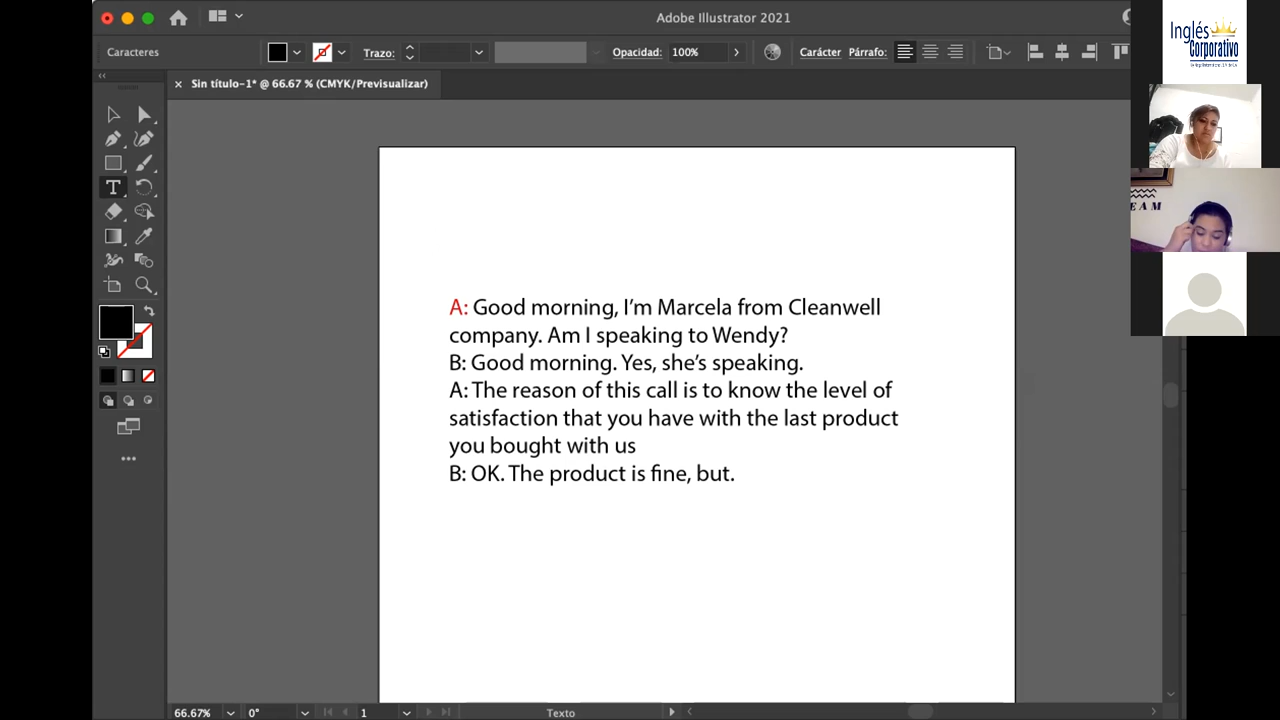 Adobe Illustrator 2021
Caracteres
Trazo:
Opacidad: 100%
Carácter
Párrafo:
Sin título-1* @ 66.67 % (CMYK/Previsualizar)
A: Good morning, I'm Marcela from Cleanwell
company. Am I speaking to Wendy?
B: Good morning. Yes, she's speaking.
A: The reason of this call is to know the level of
satisfaction that you have with the last product
you bought with us
B: OK. The product is fine, but.
66.67%
0°
1
Texto
Inglés
Corporativo
EAM